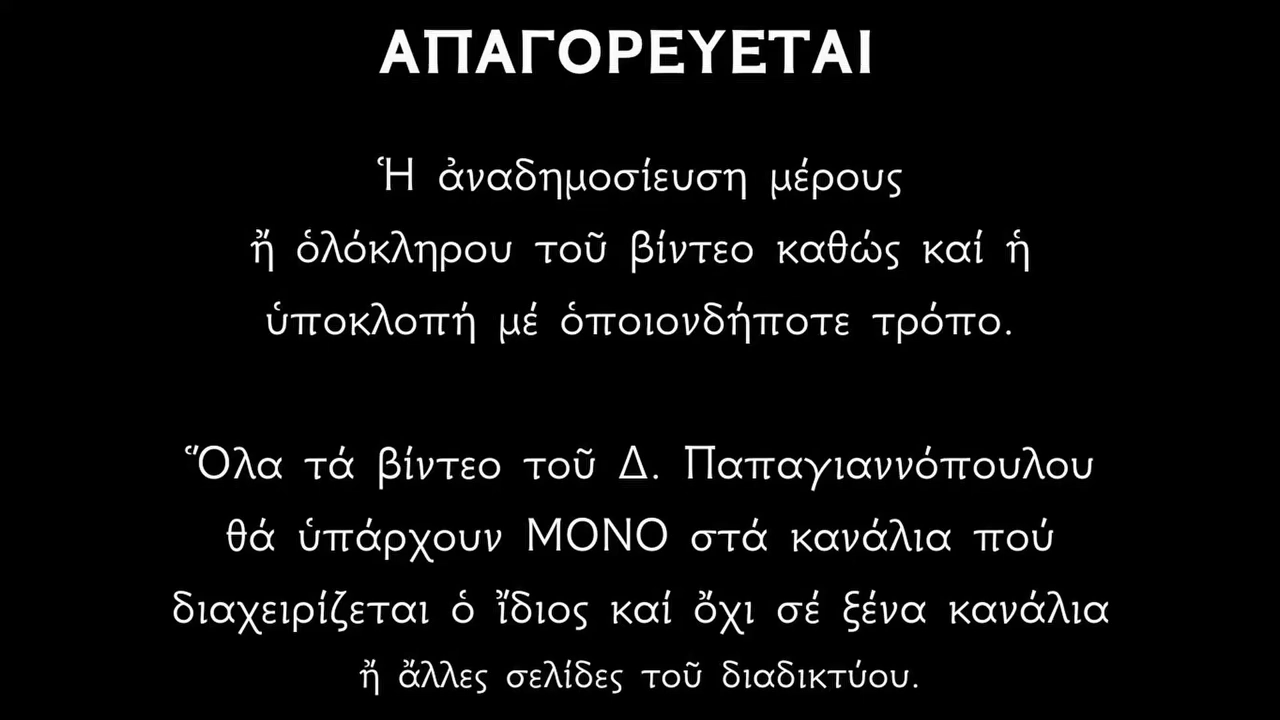 ΑΠΑΓΟΡΕΥΕΤΑΙ
Ἡ ἀναδημοσίευση μέρους
ἤ ὁλόκληρου τοῦ βίντεο καθώς καί ἡ
ὑποκλοπή μέ ὁποιονδήποτε τρόπο.
Ὅλα τά βίντεο τοῦ Δ. Παπαγιαννόπουλου
θά ὑπάρχουν ΜΟΝΟ στά κανάλια πού
διαχειρίζεται ὁ ἴδιος καί ὄχι σέ ξένα κανάλια
ἤ ἄλλες σελίδες τοῦ διαδικτύου.